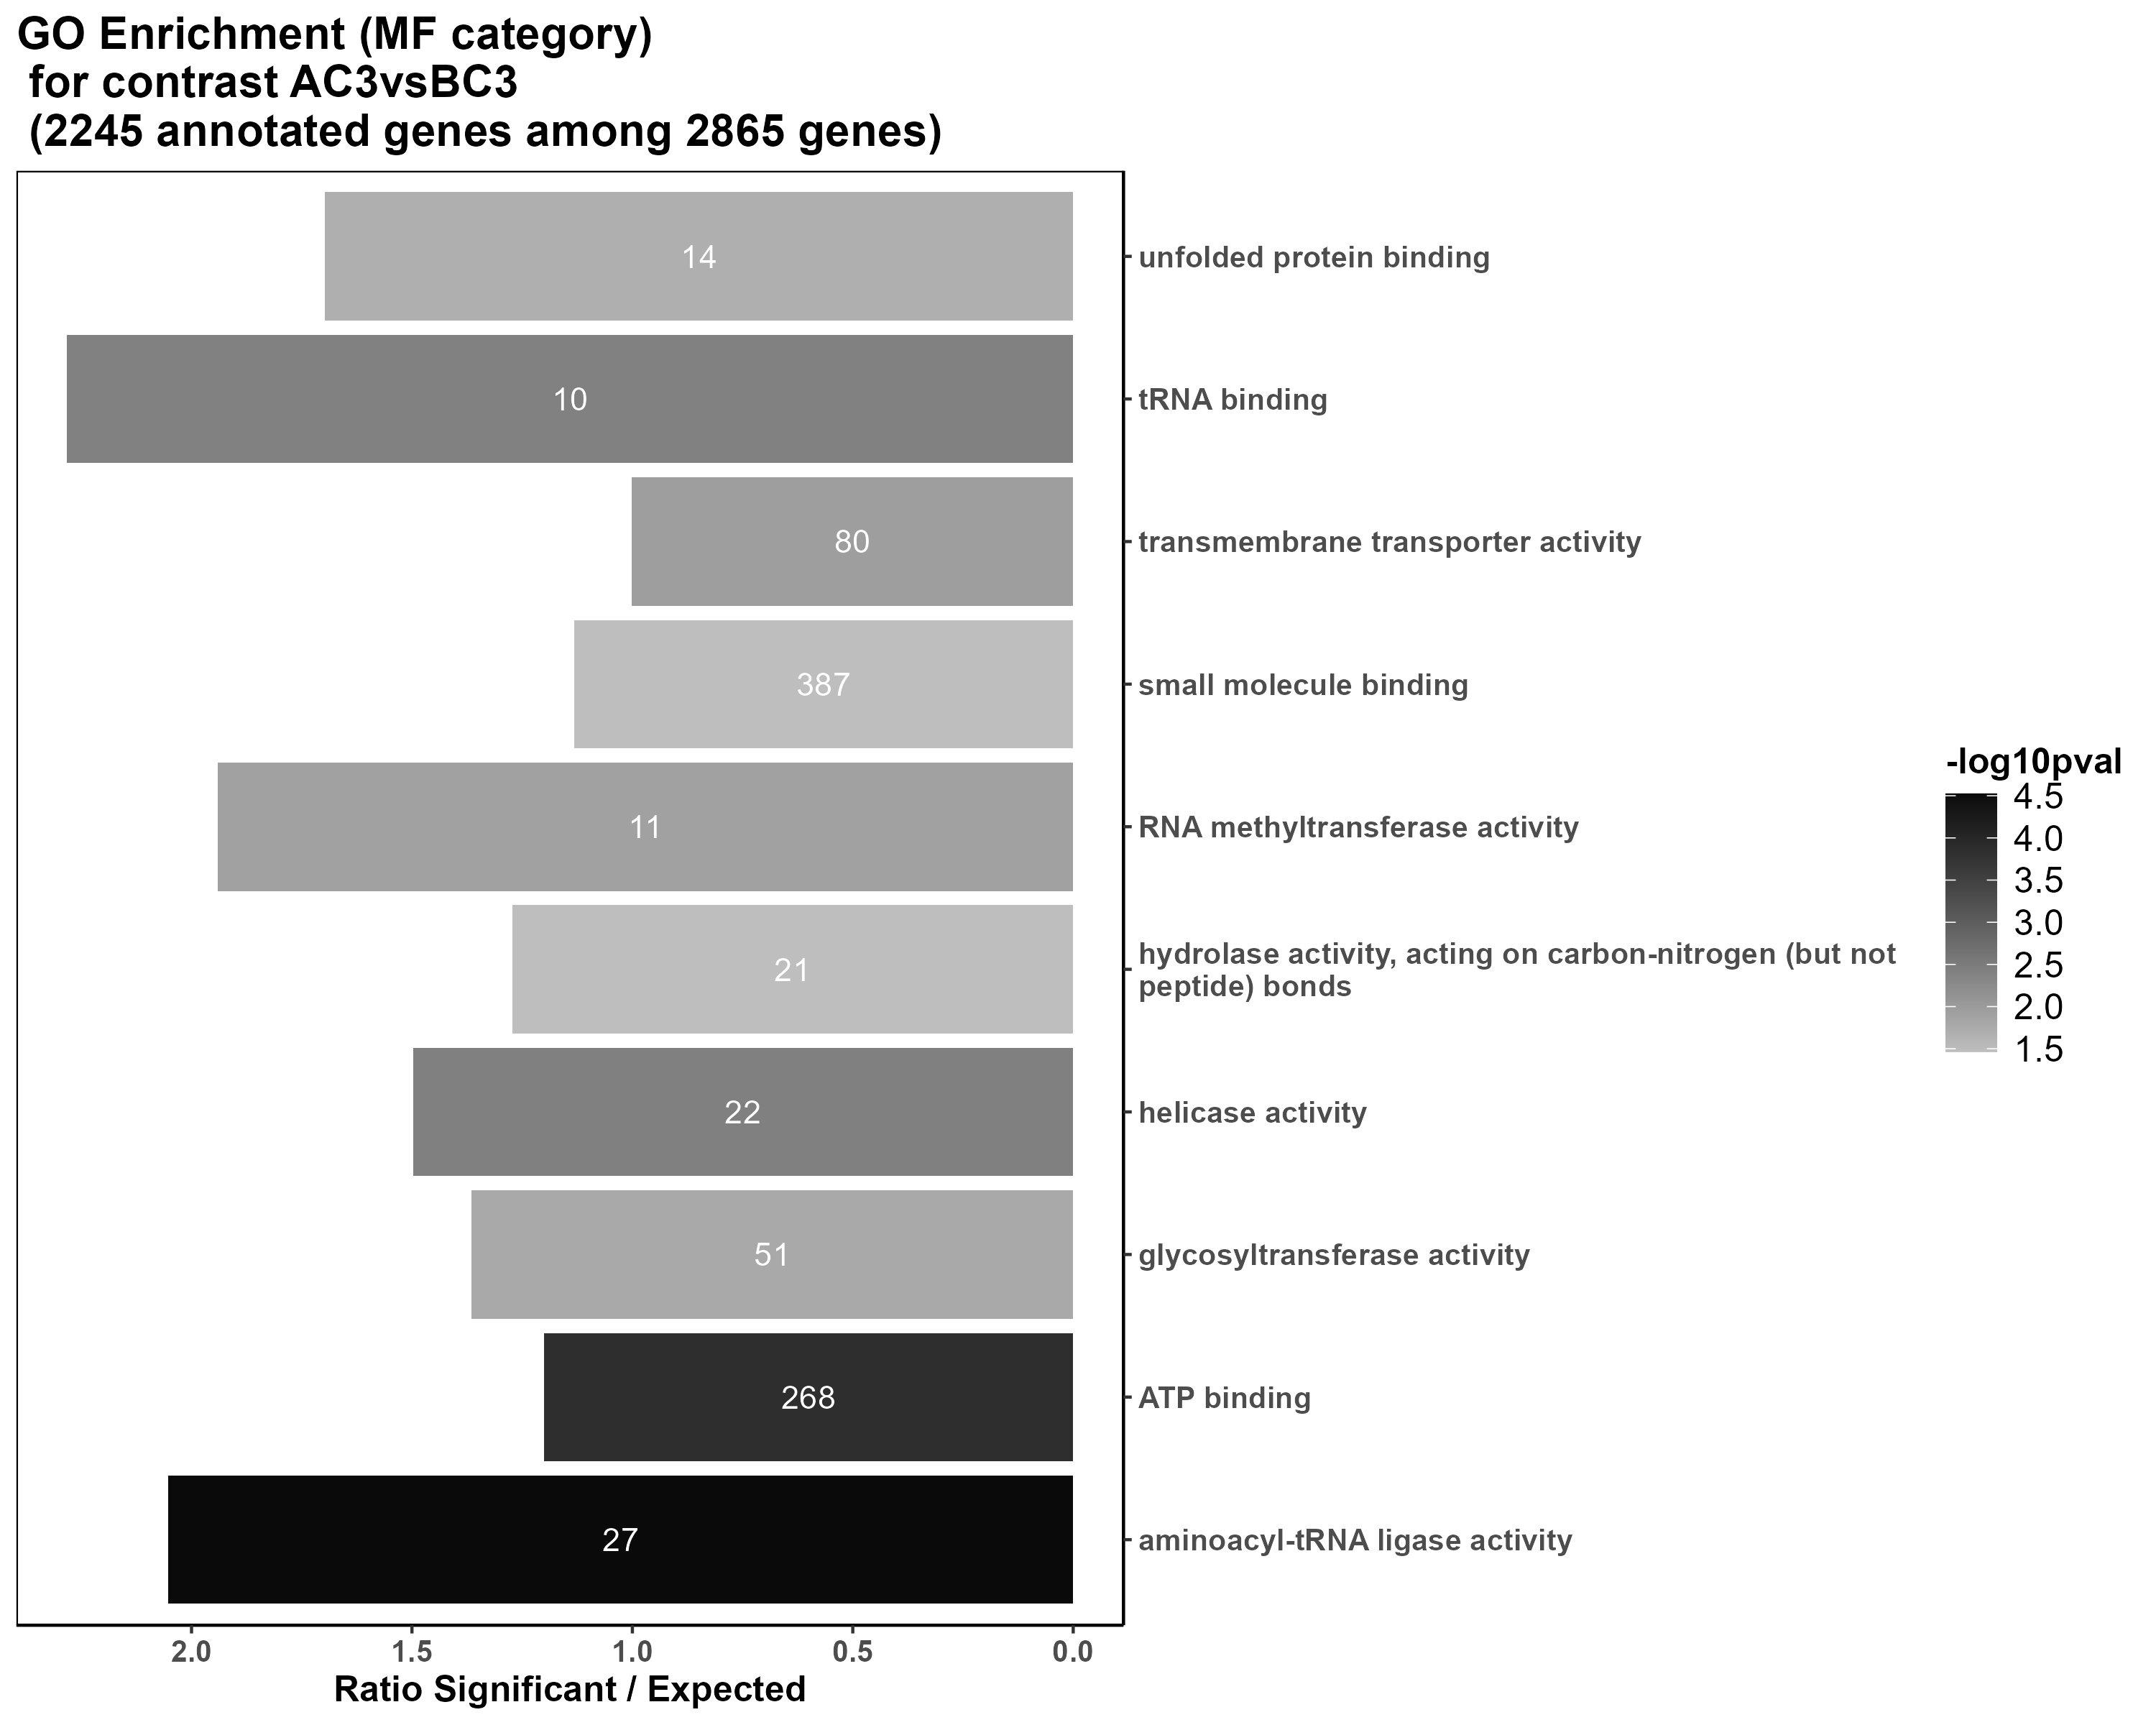 GO Enrichment (MF category)
for contrast AC3vsBC3
(2245 annotated genes among 2865 genes)
14
unfolded protein binding
10
tRNA binding
80
transmembrane transporter activity
387
small molecule binding
11
RNA methyltransferase activity
21
hydrolase activity, acting on carbon-nitrogen (but not
peptide) bonds
22
helicase activity
51
glycosyltransferase activity
268
ATP binding
27
aminoacyl-tRNA ligase activity
2.0 1.5 1.0 0.5 0.0
Ratio Significant / Expected
-log10pval
4.5
4.0
3.5
3.0
2.5
2.0
1.5